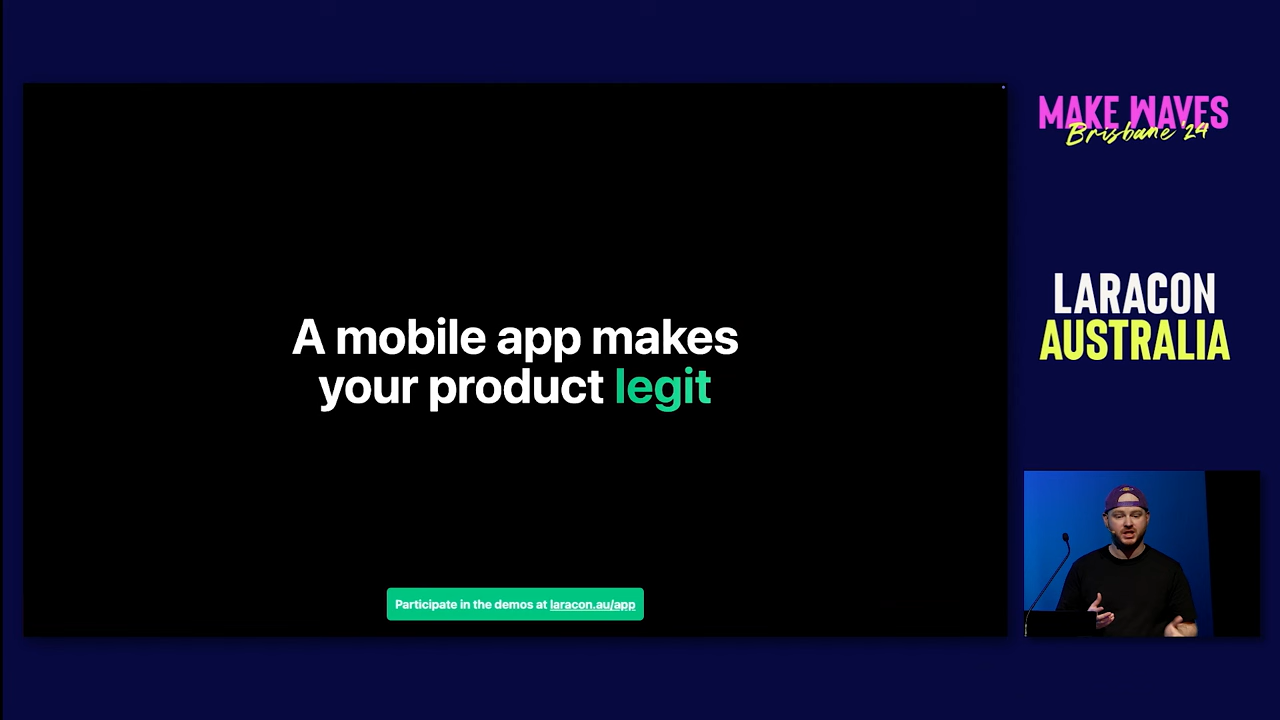 A mobile app makes
your product legit
Participate in the demos at laracon.au/app
MAKE WAVES
Brisbane '24
LARACON
AUSTRALIA